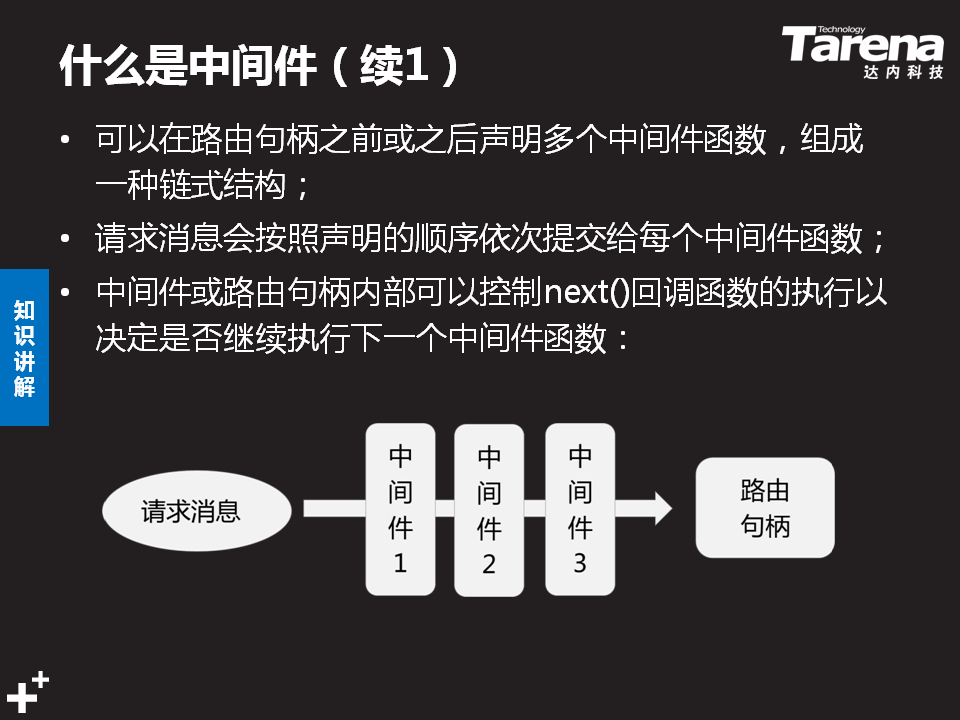 什么是中间件（续1）
Technology
Tarena
达内科技
• 可以在路由句柄之前或之后声明多个中间件函数，组成
一种链式结构；
• 请求消息会按照声明的顺序依次提交给每个中间件函数；
• 中间件或路由句柄内部可以控制next()回调函数的执行以
决定是否继续执行下一个中间件函数：
知识讲解
请求消息
中间件1
中间件2
中间件3
路由
句柄